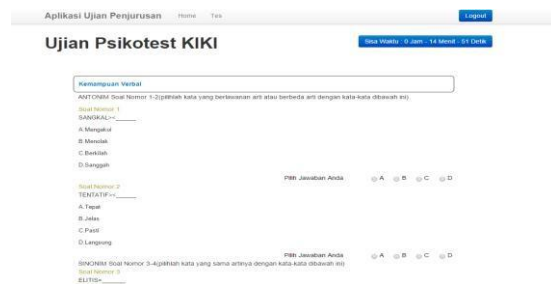 Aplikasi Ujian Penjurusan Home Tes Logout
Ujian Psikotest KIKI
Sisa Waktu : 0 Jam - 14 Menit - 51 Detik
Kemampuan Verbal
ANTONIM Soal Nomor 1-2(pilihlah kata yang berlawanan arti atau berbeda arti dengan kata-kata dibawah ini)
Soal Nomor 1
SANGKAL><______
A.Mengakui
B.Menolak
C.Berkilah
D.Sanggah
Pilih Jawaban Anda A B C D
Soal Nomor 2
TENTATIF><______
A.Tepat
B.Jelas
C.Pasti
D.Langsung
Pilih Jawaban Anda A B C D
SINONIM Soal Nomor 3-4(pilihlah kata yang sama artinya dengan kata-kata dibawah ini)
Soal Nomor 3
ELITIS=______